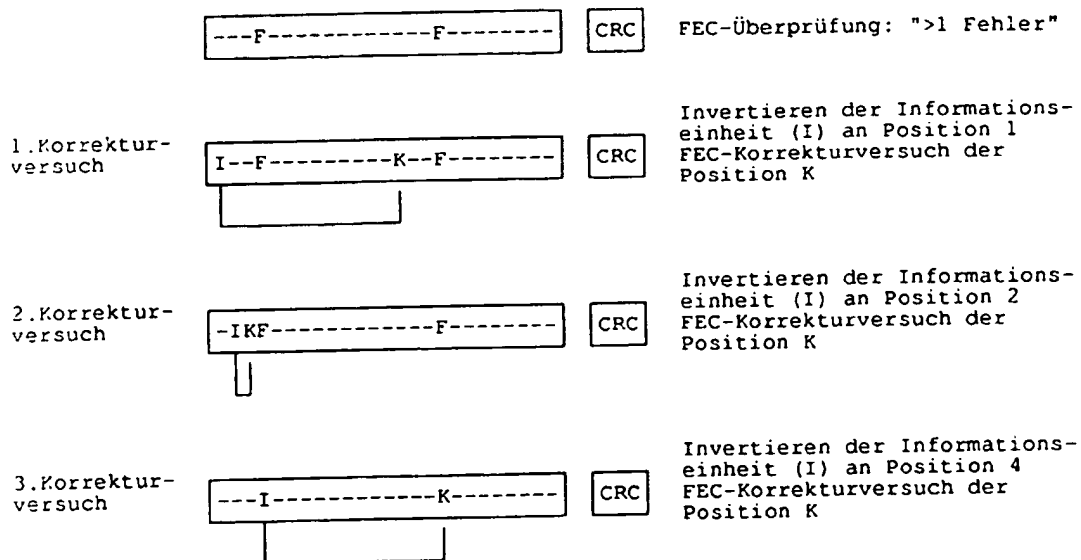 ---F------------F-------- CRC FEC-Überprüfung: ">1 Fehler"
1.Korrektur-
versuch
I--F---------K--F-------- CRC
Invertieren der Informations-
einheit (I) an Position 1
FEC-Korrekturversuch der
Position K
2.Korrektur-
versuch
-IKF------------F-------- CRC
Invertieren der Informations-
einheit (I) an Position 2
FEC-Korrekturversuch der
Position K
3.Korrektur-
versuch
---I------------K-------- CRC
Invertieren der Informations-
einheit (I) an Position 4
FEC-Korrekturversuch der
Position K